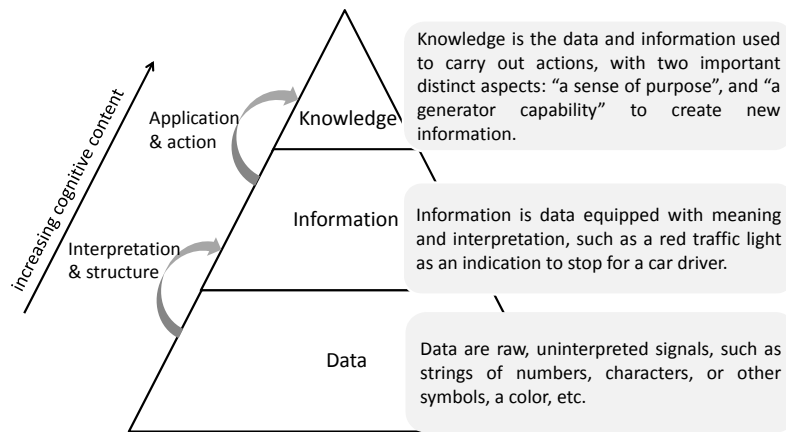 Knowledge is the data and information used
to carry out actions, with two important
distinct aspects: “a sense of purpose”, and “a
generator capability” to create new
information.
Application
& action
Knowledge
increasing cognitive content
Information is data equipped with meaning
and interpretation, such as a red traffic light
as an indication to stop for a car driver.
Information
Interpretation
& structure
Data are raw, uninterpreted signals, such as
strings of numbers, characters, or other
symbols, a color, etc.
Data